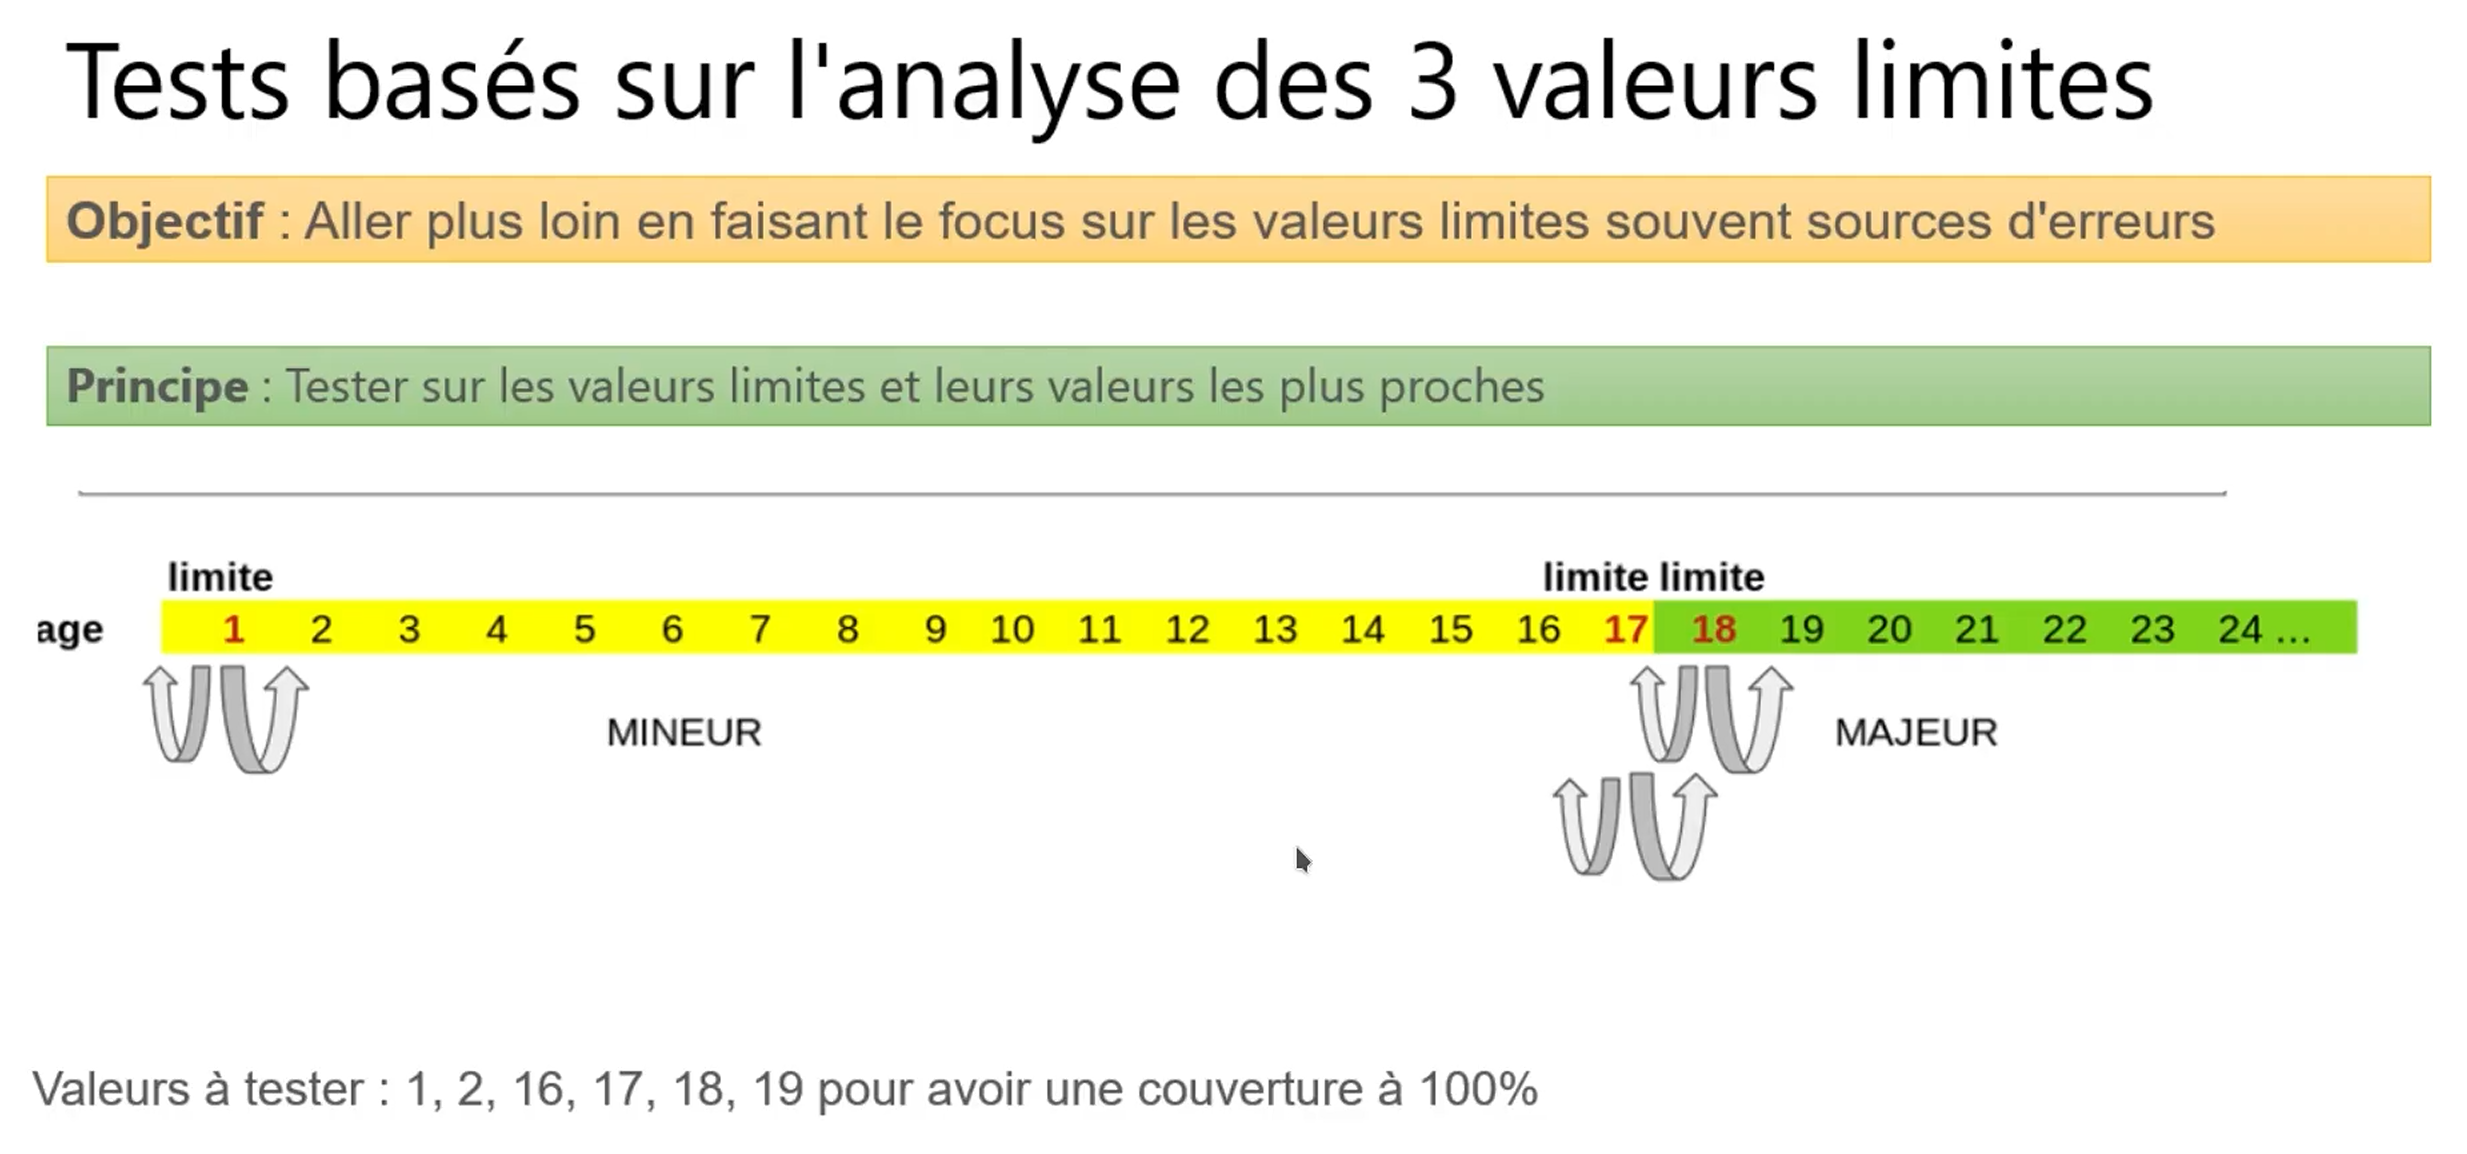 Tests basés sur l'analyse des 3 valeurs limites
Objectif : Aller plus loin en faisant le focus sur les valeurs limites souvent sources d'erreurs
Principe : Tester sur les valeurs limites et leurs valeurs les plus proches
limite limite limite
age 1 2 3 4 5 6 7 8 9 10 11 12 13 14 15 16 17 18 19 20 21 22 23 24 ...
MINEUR MAJEUR
Valeurs à tester : 1, 2, 16, 17, 18, 19 pour avoir une couverture à 100%